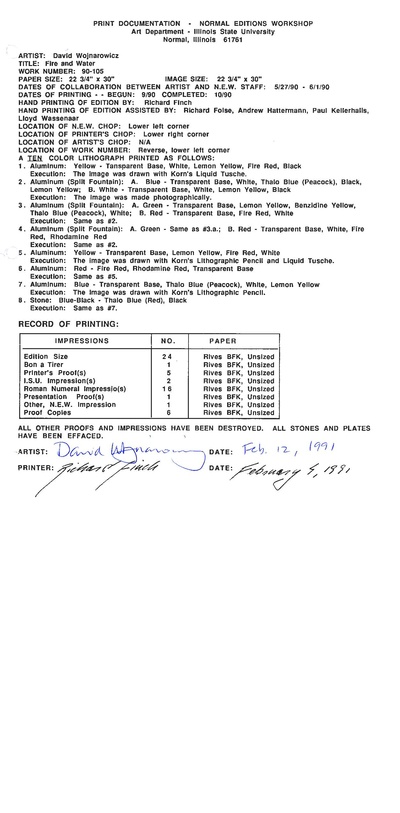 PRINT DOCUMENTATION - NORMAL EDITIONS WORKSHOP
Art Department - Illinois State University
Normal, Illinois 61761
ARTIST: David Wojnarowicz
TITLE: Fire and Water
WORK NUMBER: 90-105
PAPER SIZE: 22 3/4" x 30" IMAGE SIZE: 22 3/4" x 30"
DATES OF COLLABORATION BETWEEN ARTIST AND N.E.W. STAFF: 5/27/90 - 6/1/90
DATES OF PRINTING - - BEGUN: 9/90 COMPLETED: 10/90
HAND PRINTING OF EDITION BY: Richard Finch
HAND PRINTING OF EDITION ASSISTED BY: Richard Folse, Andrew Hattermann, Paul Kellerhals,
Lloyd Wassenaar
LOCATION OF N.E.W. CHOP: Lower left corner
LOCATION OF PRINTER'S CHOP: Lower right corner
LOCATION OF ARTIST'S CHOP: N/A
LOCATION OF WORK NUMBER: Reverse, lower left corner
A TEN COLOR LITHOGRAPH PRINTED AS FOLLOWS:
1. Aluminum: Yellow - Tansparent Base, White, Lemon Yellow, Fire Red, Black
Execution: The Image was drawn with Korn's Liquid Tusche.
2. Aluminum (Split Fountain): A. Blue - Transparent Base, White, Thalo Blue (Peacock), Black,
Lemon Yellow; B. White - Transparent Base, White, Lemon Yellow, Black
Execution: The image was made photographically.
3. Aluminum (Split Fountain): A. Green - Transparent Base, Lemon Yellow, Benzidine Yellow,
Thalo Blue (Peacock), White; B. Red - Transparent Base, Fire Red, White
Execution: Same as #2.
4. Aluminum (Split Fountain): A. Green - Same as #3.a.; B. Red - Transparent Base, White, Fire
Red, Rhodamine Red
Execution: Same as #2.
5. Aluminum: Yellow - Transparent Base, Lemon Yellow, Fire Red, White
Execution: The image was drawn with Korn's Lithographic Pencil and Liquid Tusche.
6. Aluminum: Red - Fire Red, Rhodamine Red, Transparent Base
Execution: Same as #5.
7. Aluminum: Blue - Transparent Base, Thalo Blue (Peacock), White, Lemon Yellow
Execution: The image was drawn with Korn's Lithographic Pencil.
8. Stone: Blue-Black - Thalo Blue (Red), Black
Execution: Same as #7.
RECORD OF PRINTING:
IMPRESSIONS NO. PAPER
Edition Size 24 Rives BFK, Unsized
Bon a Tirer 1 Rives BFK, Unsized
Printer's Proof(s) 5 Rives BFK, Unsized
I.S.U. Impression(s) 2 Rives BFK, Unsized
Roman Numeral Impressio(s) 16 Rives BFK, Unsized
Presentation Proof(s) 1 Rives BFK, Unsized
Other, N.E.W. Impression 1 Rives BFK, Unsized
Proof Copies 6 Rives BFK, Unsized
ALL OTHER PROOFS AND IMPRESSIONS HAVE BEEN DESTROYED. ALL STONES AND PLATES
HAVE BEEN EFFACED.
ARTIST: David Wojnarowicz DATE: Feb. 12, 1991
PRINTER: Richard Finch DATE: February 5, 1991